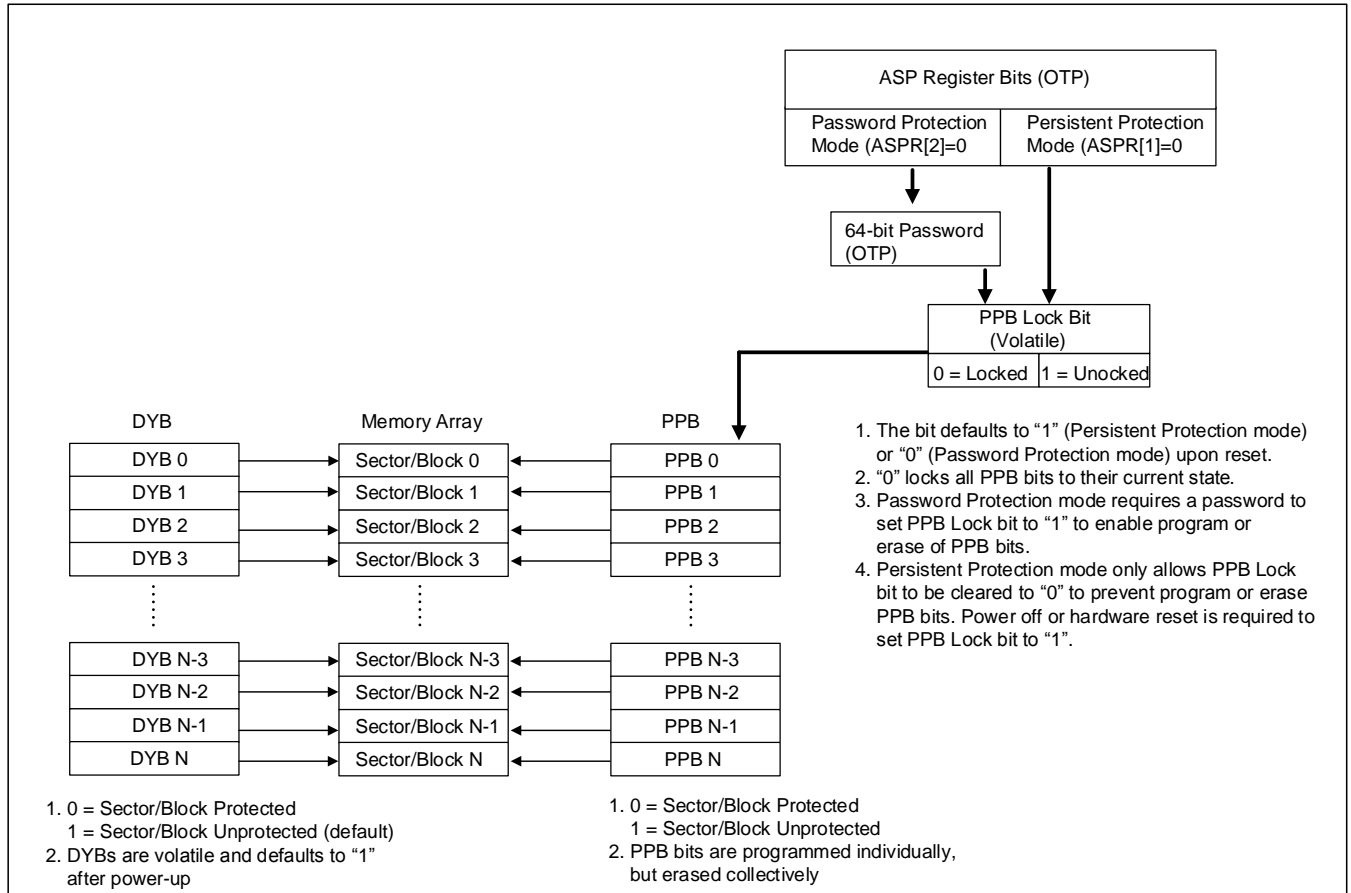 ASP Register Bits (OTP)
Password Protection
Mode (ASPR[2]=0
Persistent Protection
Mode (ASPR[1]=0
64-bit Password
(OTP)
PPB Lock Bit
(Volatile)
0 = Locked
1 = Unocked
1. The bit defaults to “1” (Persistent Protection mode)
or “0” (Password Protection mode) upon reset.
2. “0” locks all PPB bits to their current state.
3. Password Protection mode requires a password to
set PPB Lock bit to “1” to enable program or
erase of PPB bits.
4. Persistent Protection mode only allows PPB Lock
bit to be cleared to “0” to prevent program or erase
PPB bits. Power off or hardware reset is required to
set PPB Lock bit to “1”.
DYB
Memory Array
PPB
DYB 0
Sector/Block 0
PPB 0
DYB 1
Sector/Block 1
PPB 1
DYB 2
Sector/Block 2
PPB 2
DYB 3
Sector/Block 3
PPB 3
DYB N-3
Sector/Block N-3
PPB N-3
DYB N-2
Sector/Block N-2
PPB N-2
DYB N-1
Sector/Block N-1
PPB N-1
DYB N
Sector/Block N
PPB N
1. 0 = Sector/Block Protected
1 = Sector/Block Unprotected (default)
2. DYBs are volatile and defaults to “1”
after power-up
1. 0 = Sector/Block Protected
1 = Sector/Block Unprotected
2. PPB bits are programmed individually,
but erased collectively